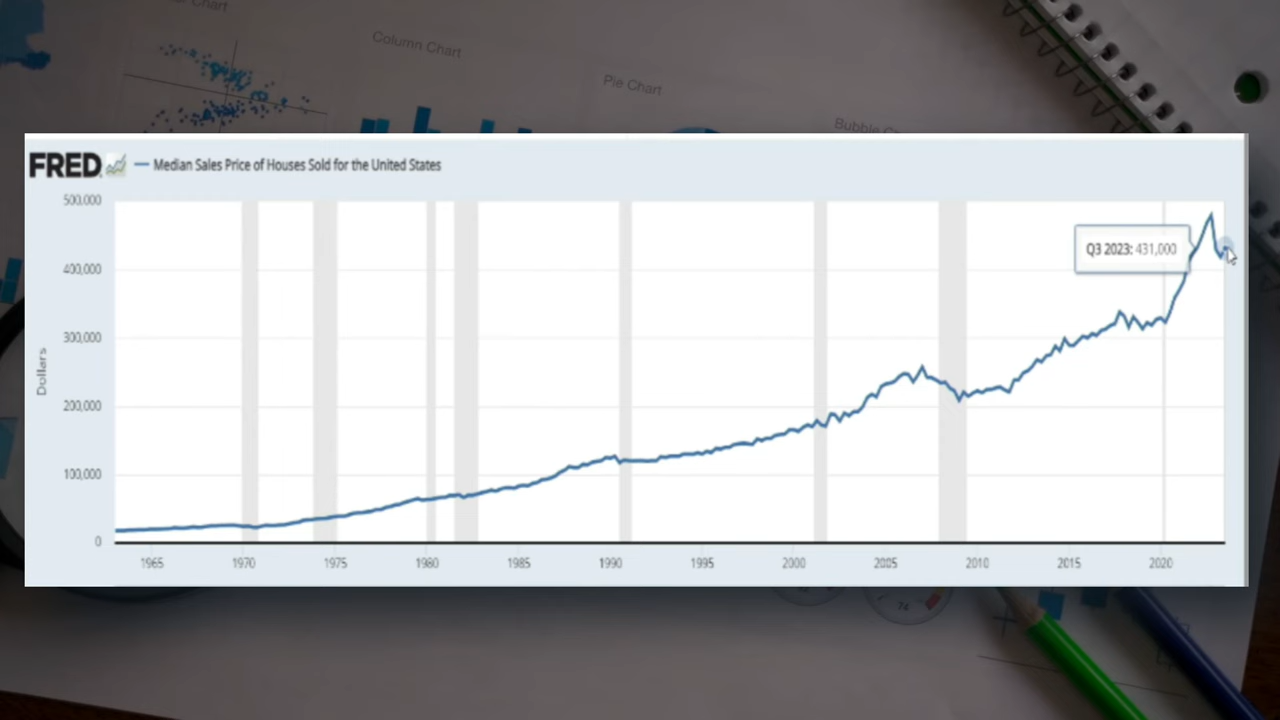 Column Chart
Pie Chart
FRED
Median Sales Price of Houses Sold for the United States
500,000
400,000
300,000
200,000
100,000
0
Dollars
Q3 2023: 431,000
1965 1970 1975 1980 1985 1990 1995 2000 2005 2010 2015 2020
74